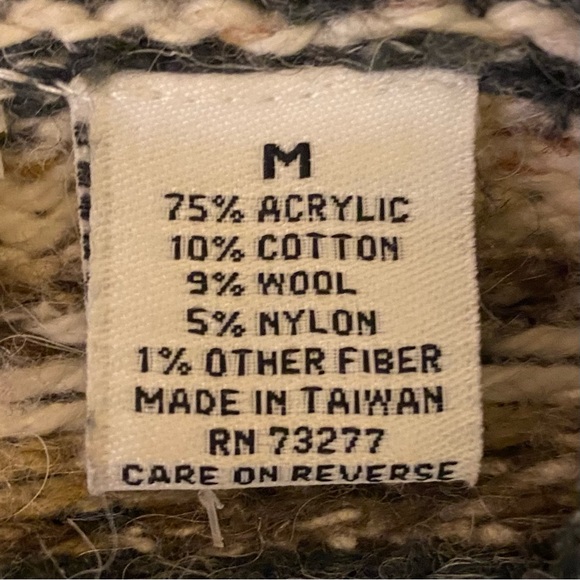 M
75% ACRYLIC
10% COTTON
9% WOOL
5% NYLON
1% OTHER FIBER
MADE IN TAIWAN
RN 73277
CARE ON REVERSE